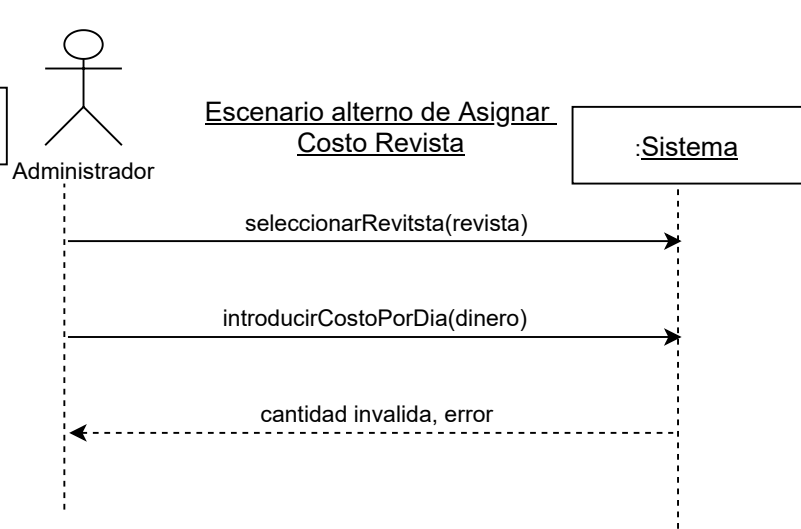 Escenario alterno de Asignar
Costo Revista
:Sistema
Administrador
seleccionarRevitsta(revista)
introducirCostoPorDia(dinero)
cantidad invalida, error